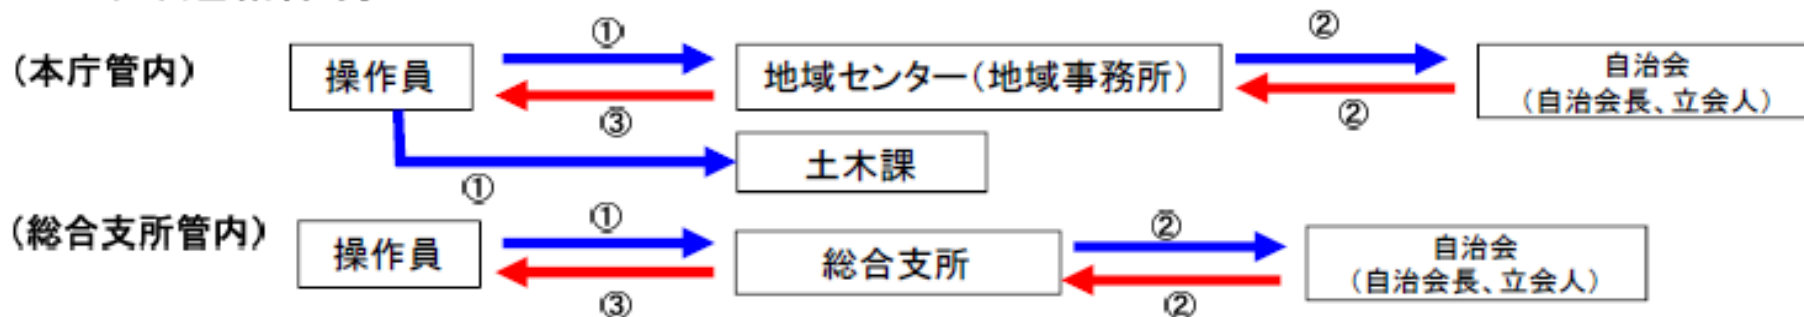 ①
②
(本庁管内)
操作員
地域センター(地域事務所)
自治会
(自治会長、立会人)
③
②
土木課
①
(総合支所管内)
操作員
①
総合支所
②
自治会
(自治会長、立会人)
③
②